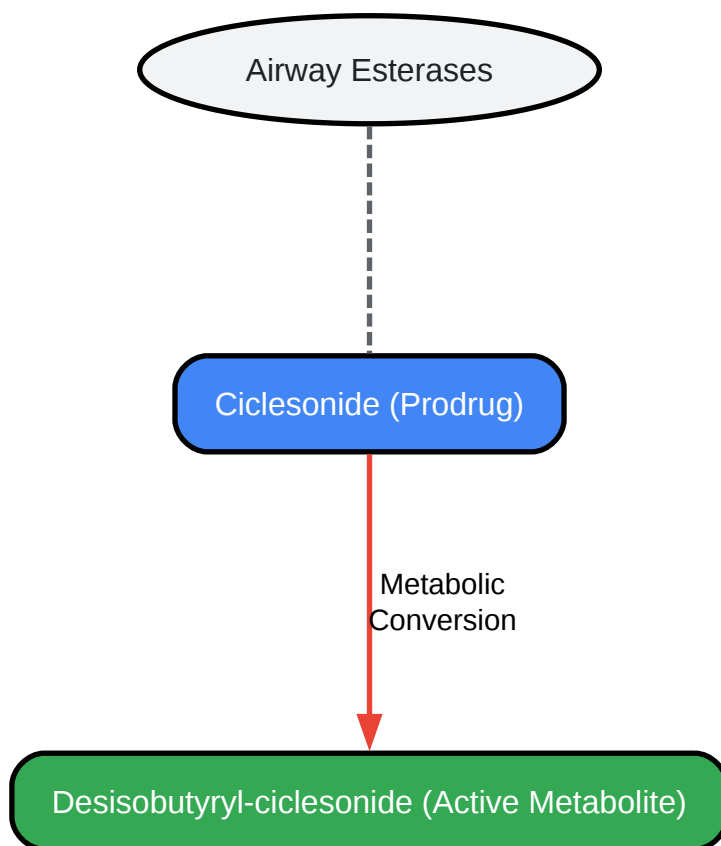 Airway Esterases
Ciclesonide (Prodrug)
Metabolic
Conversion
Desisobutyryl-ciclesonide (Active Metabolite)